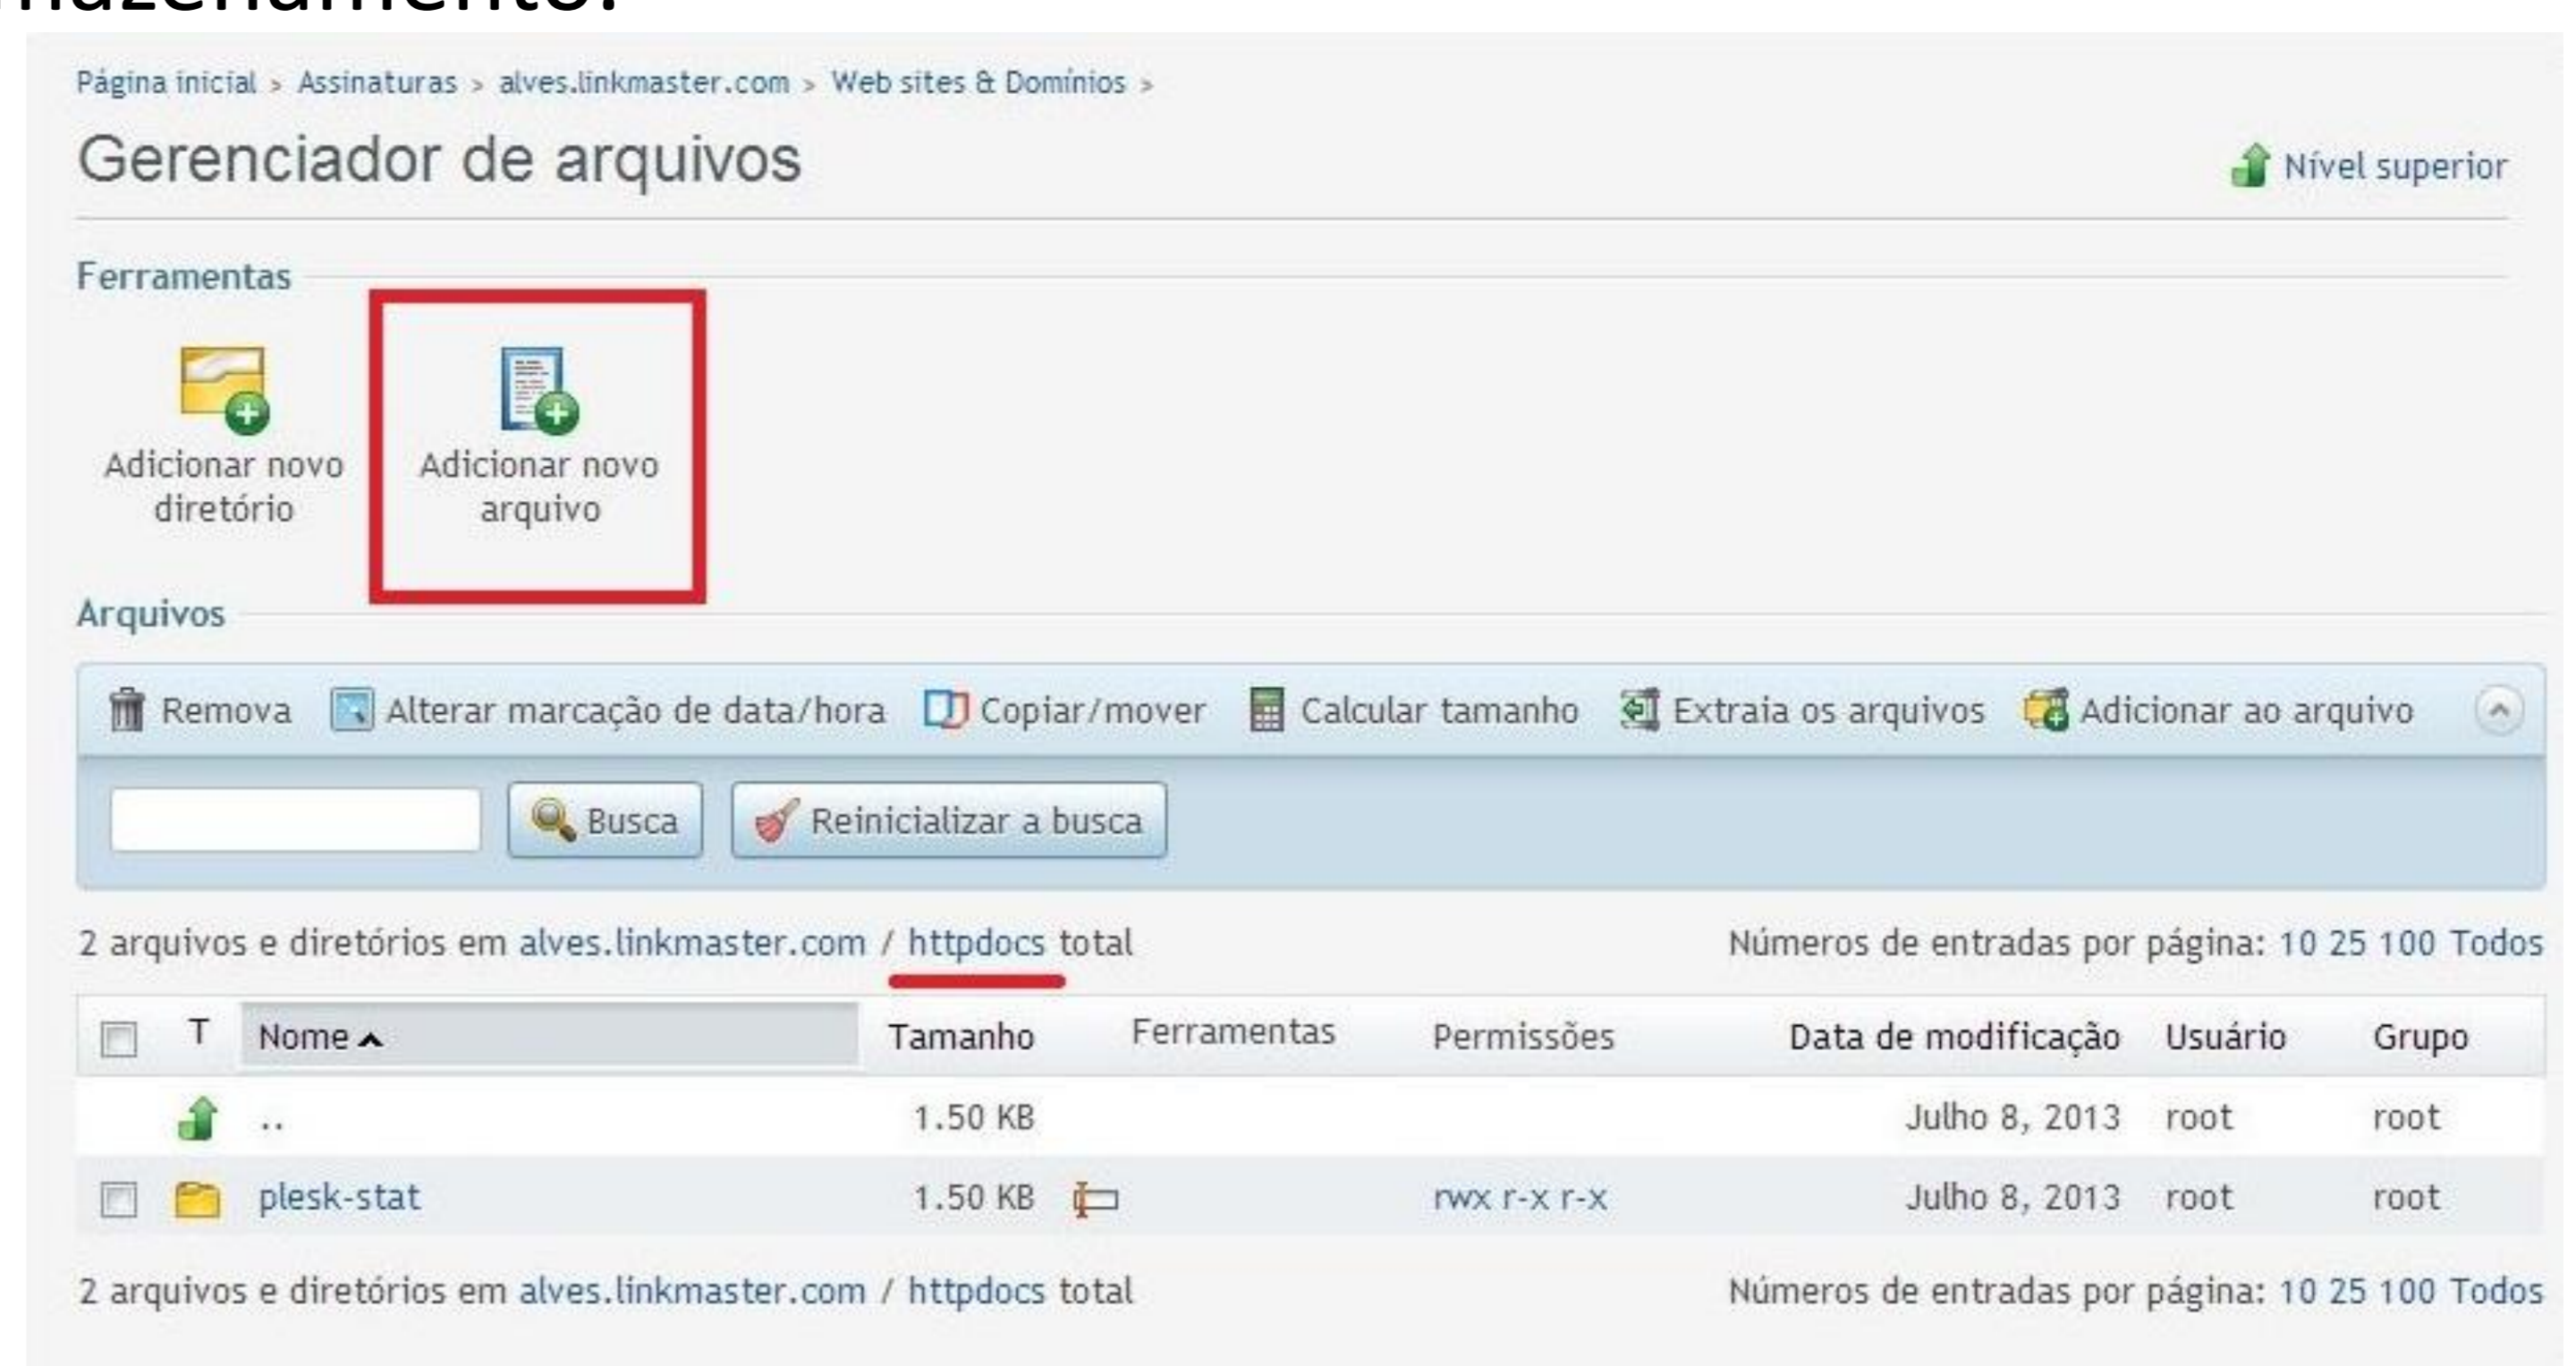 Página inicial > Assinaturas > alves.linkmaster.com > Web sites & Domínios >
Gerenciador de arquivos
Nível superior
Ferramentas
Adicionar novo
diretório
Adicionar novo
arquivo
Arquivos
Remova Alterar marcação de data/hora Copiar/mover Calcular tamanho Extraia os arquivos Adicionar ao arquivo
Busca Reinicializar a busca
2 arquivos e diretórios em alves.linkmaster.com / httpdocs total Números de entradas por página: 10 25 100 Todos
T Nome Tamanho Ferramentas Permissões Data de modificação Usuário Grupo
.. 1.50 KB Julho 8, 2013 root root
plesk-stat 1.50 KB rwx r-x r-x Julho 8, 2013 root root
2 arquivos e diretórios em alves.linkmaster.com / httpdocs total Números de entradas por página: 10 25 100 Todos